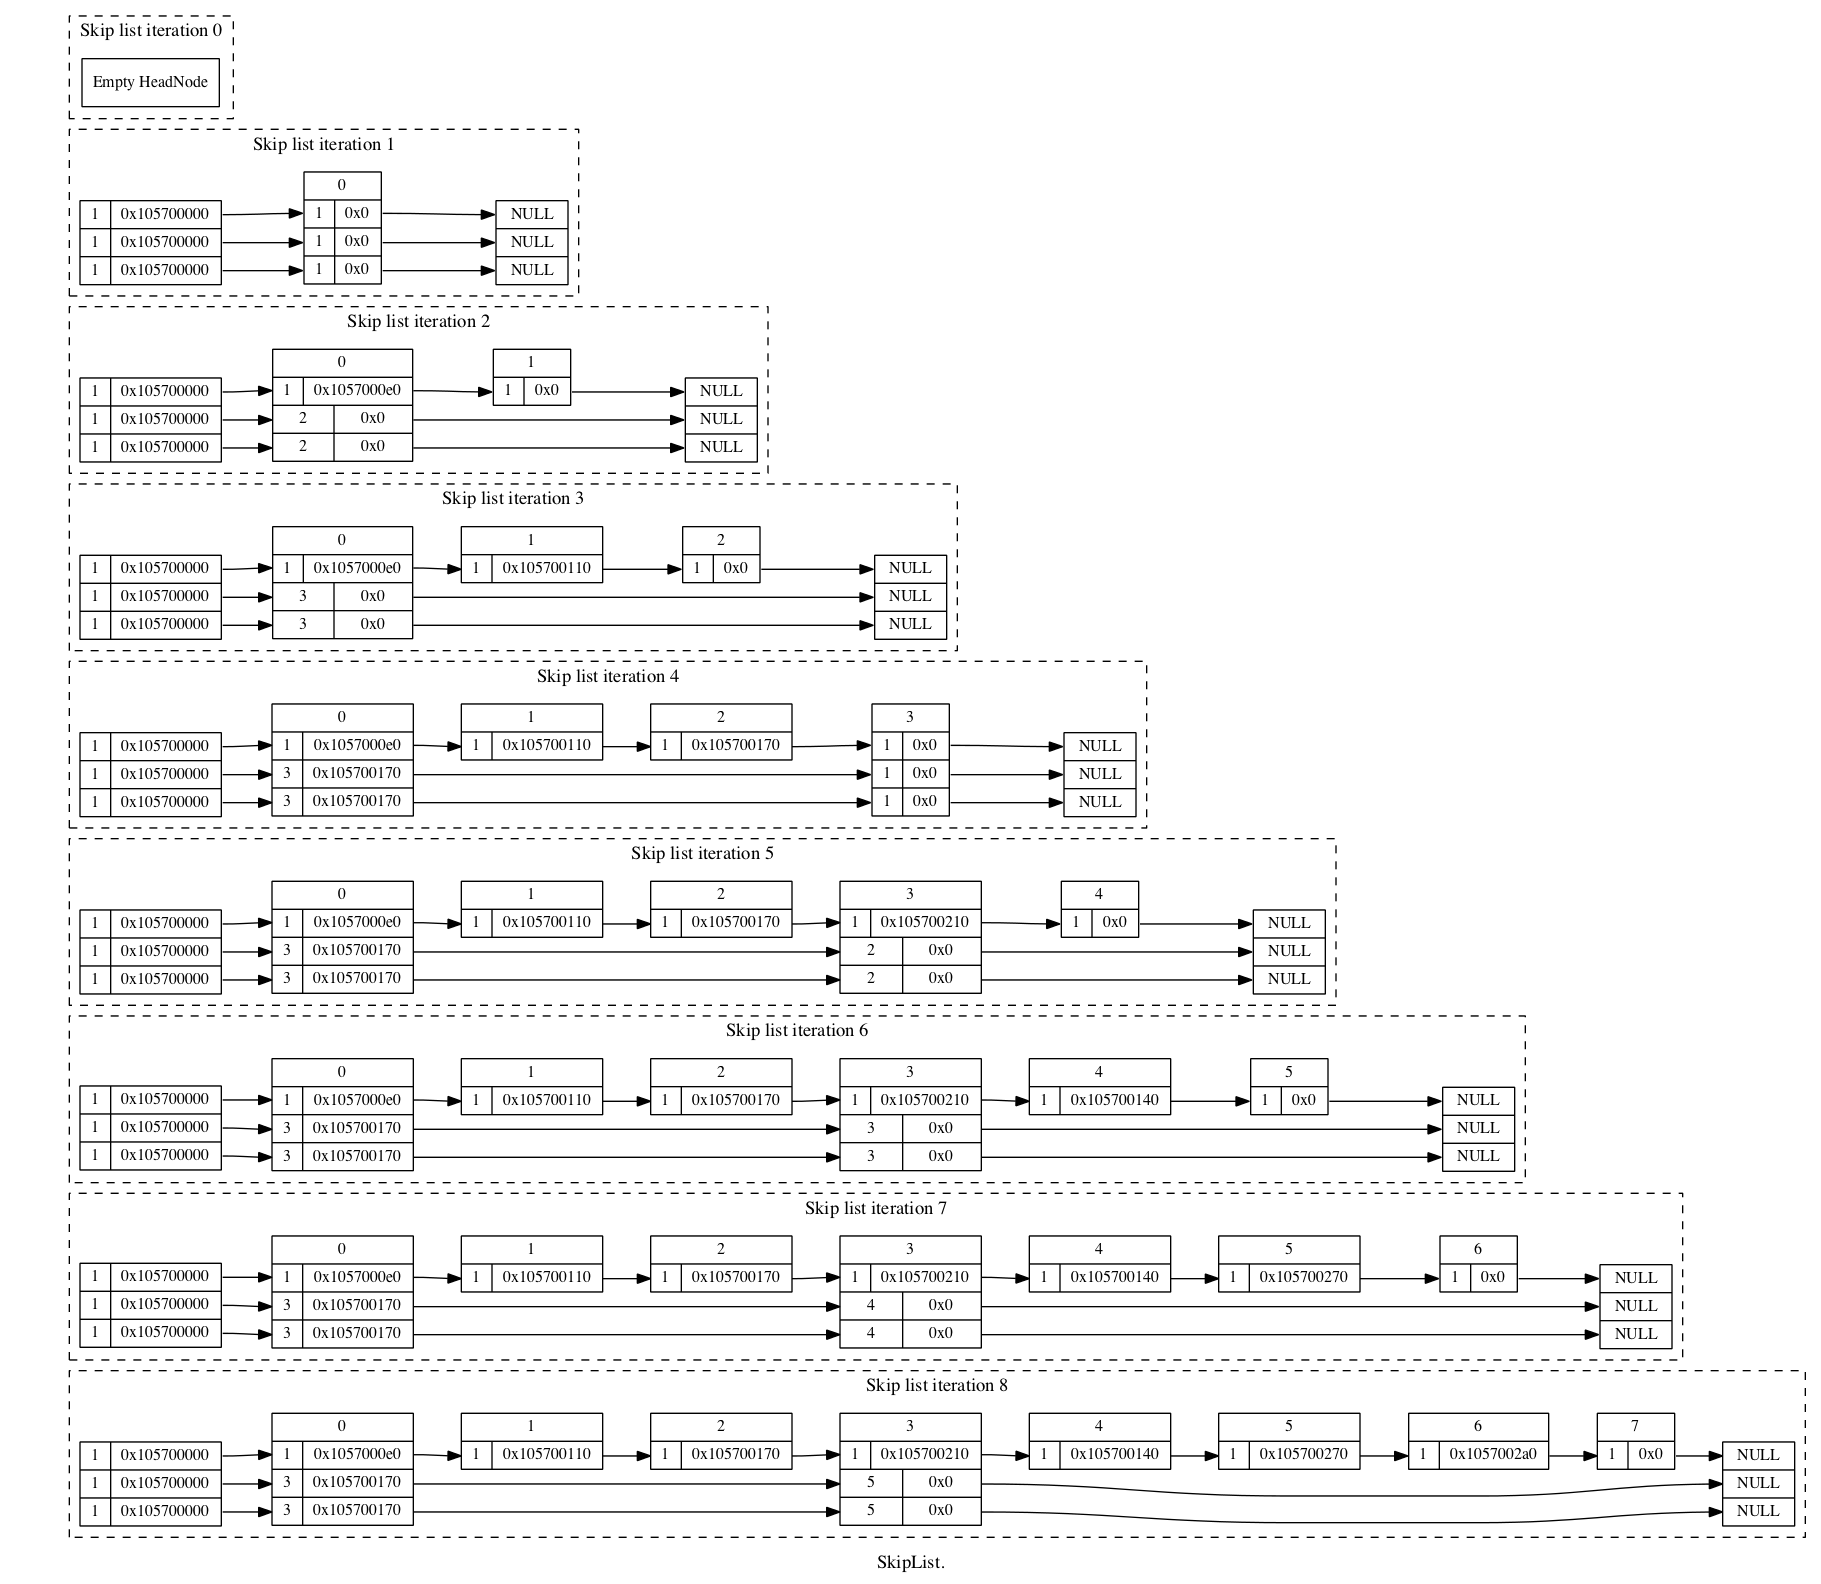 Skip list iteration 0
Empty HeadNode
Skip list iteration 1
0
1 0x105700000 1 0x0 NULL
1 0x105700000 1 0x0 NULL
1 0x105700000 1 0x0 NULL
Skip list iteration 2
0 1
1 0x105700000 1 0x1057000e0 1 0x0 NULL
1 0x105700000 2 0x0 NULL
1 0x105700000 2 0x0 NULL
Skip list iteration 3
0 1 2
1 0x105700000 1 0x1057000e0 1 0x105700110 1 0x0 NULL
1 0x105700000 3 0x0 NULL
1 0x105700000 3 0x0 NULL
Skip list iteration 4
0 1 2 3
1 0x105700000 1 0x1057000e0 1 0x105700110 1 0x105700170 1 0x0 NULL
1 0x105700000 3 0x105700170 1 0x0 NULL
1 0x105700000 3 0x105700170 1 0x0 NULL
Skip list iteration 5
0 1 2 3 4
1 0x105700000 1 0x1057000e0 1 0x105700110 1 0x105700170 1 0x105700210 1 0x0 NULL
1 0x105700000 3 0x105700170 2 0x0 NULL
1 0x105700000 3 0x105700170 2 0x0 NULL
Skip list iteration 6
0 1 2 3 4 5
1 0x105700000 1 0x1057000e0 1 0x105700110 1 0x105700170 1 0x105700210 1 0x105700140 1 0x0 NULL
1 0x105700000 3 0x105700170 3 0x0 NULL
1 0x105700000 3 0x105700170 3 0x0 NULL
Skip list iteration 7
0 1 2 3 4 5 6
1 0x105700000 1 0x1057000e0 1 0x105700110 1 0x105700170 1 0x105700210 1 0x105700140 1 0x105700270 1 0x0 NULL
1 0x105700000 3 0x105700170 4 0x0 NULL
1 0x105700000 3 0x105700170 4 0x0 NULL
Skip list iteration 8
0 1 2 3 4 5 6 7
1 0x105700000 1 0x1057000e0 1 0x105700110 1 0x105700170 1 0x105700210 1 0x105700140 1 0x105700270 1 0x1057002a0 1 0x0 NULL
1 0x105700000 3 0x105700170 5 0x0 NULL
1 0x105700000 3 0x105700170 5 0x0 NULL
SkipList.